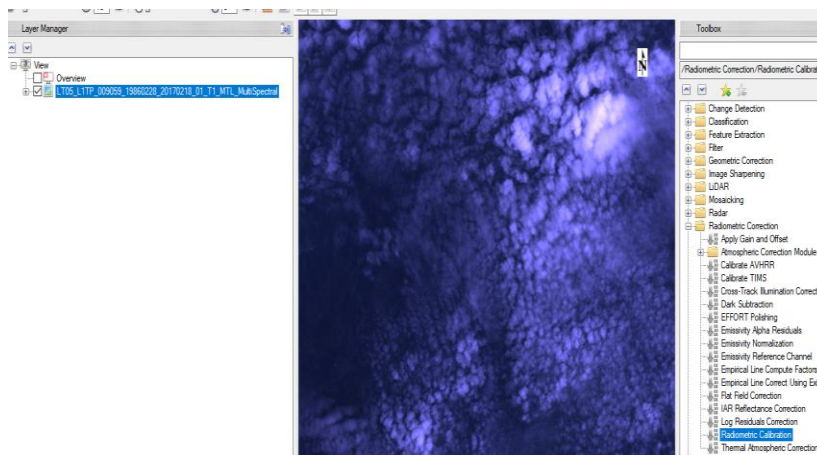 Layer Manager
View
Overview
LT05_L1TP_009059_19860228_20170218_01_T1_MTL_MultiSpectral
N
Toolbox
/Radiometric Correction/Radiometric Calibrat
Change Detection
Classification
Feature Extraction
Filter
Geometric Correction
Image Sharpening
LiDAR
Mosaicking
Radar
Radiometric Correction
Apply Gain and Offset
Atmospheric Correction Module
Calibrate AVHRR
Calibrate TIMS
Cross-Track Illumination Correct
Dark Subtraction
EFFORT Polishing
Emissivity Alpha Residuals
Emissivity Normalization
Emissivity Reference Channel
Empirical Line Compute Factors
Empirical Line Correct Using Exi
Flat Field Correction
IAR Reflectance Correction
Log Residuals Correction
Radiometric Calibration
Thermal Atmospheric Correction